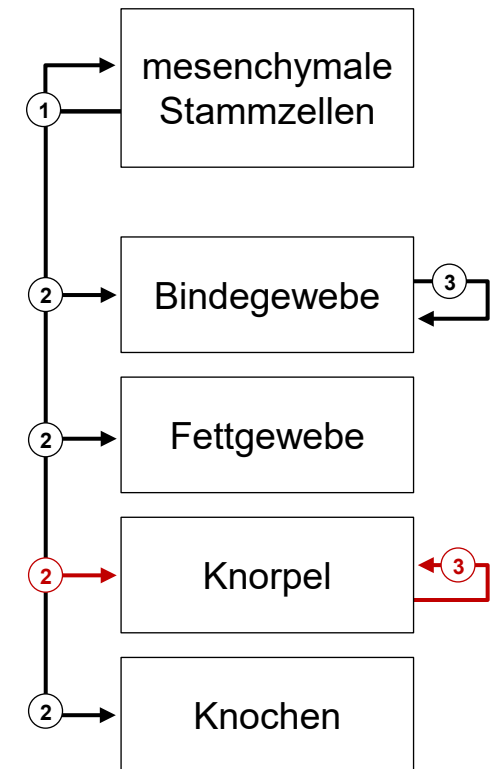 mesenchymale
Stammzellen
1
2
Bindegewebe
3
2
Fettgewebe
2
Knorpel
3
2
Knochen